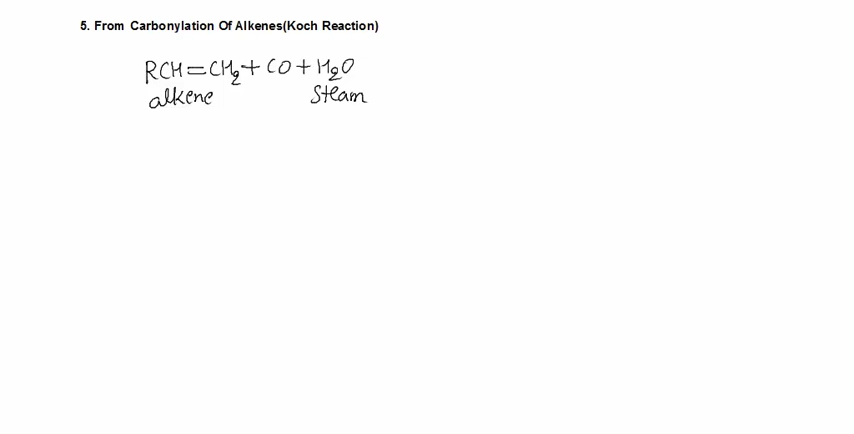 5. From Carbonylation Of Alkenes(Koch Reaction)
RCH=CH₂+ CO + H₂O
alkene steam